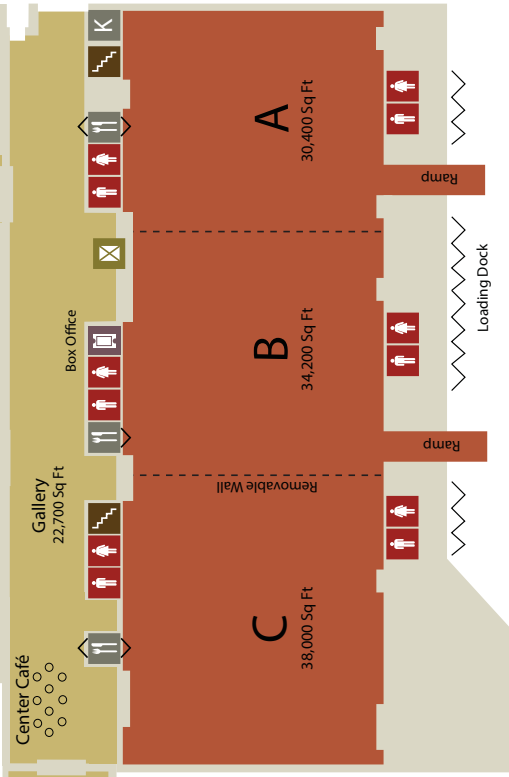 K
A
30,400 Sq Ft
Ramp
Box Office
B
34,200 Sq Ft
Loading Dock
Ramp
Gallery
22,700 Sq Ft
Removable Wall
C
38,000 Sq Ft
Center Café